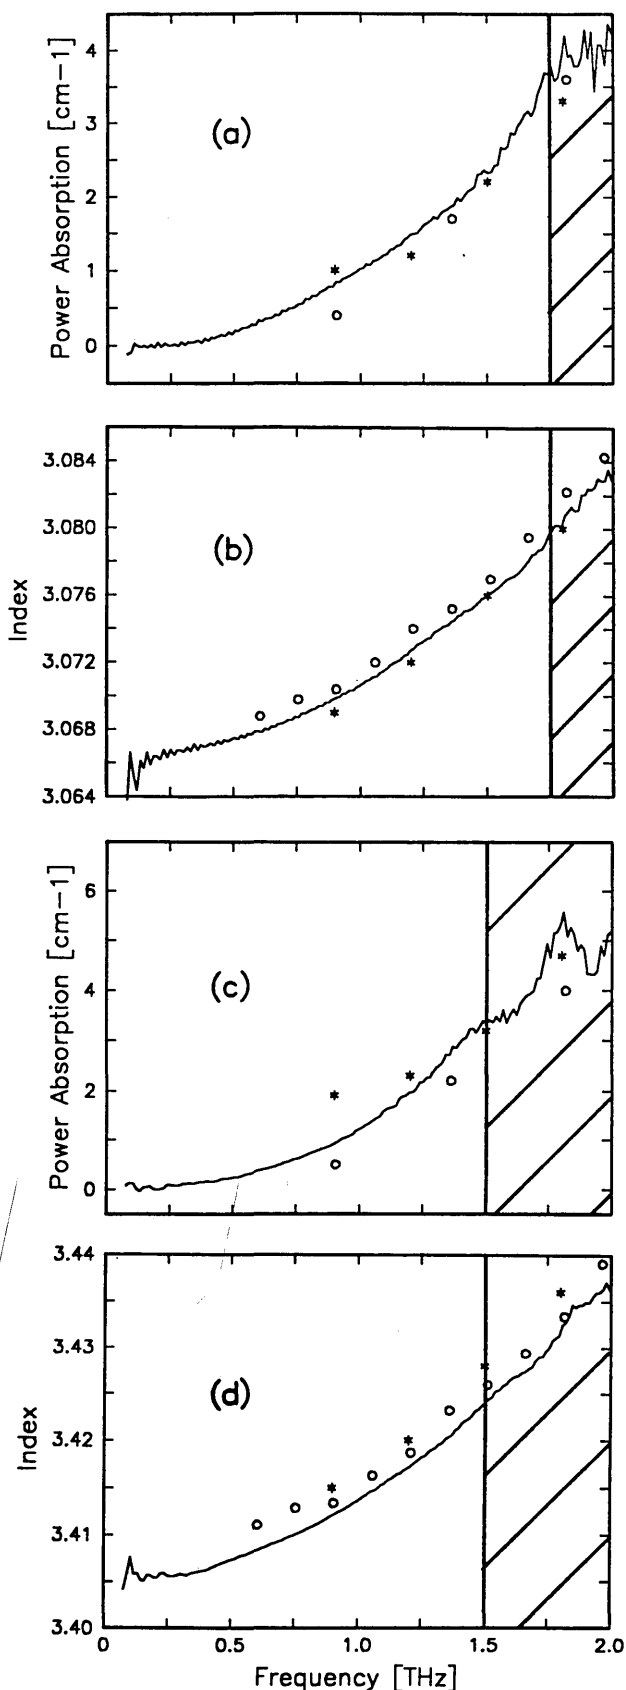 4
3
2
1
0
Power Absorption [cm−1]
(a)
3.084
3.080
3.076
3.072
3.068
3.064
Index
(b)
6
4
2
0
Power Absorption [cm−1]
(c)
3.44
3.43
3.42
3.41
3.40
Index
(d)
0 0.5 1.0 1.5 2.0
Frequency [THz]